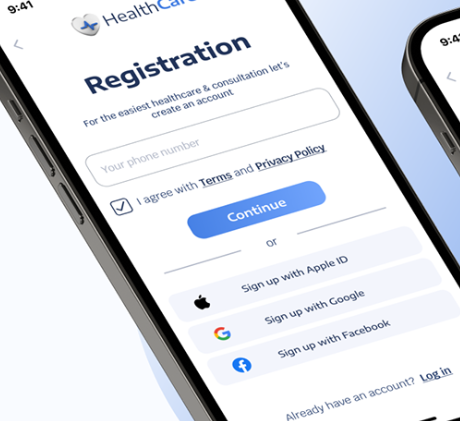 9:41
HealthCare
Registration
For the easiest healthcare & consultation let's
create an account
Your phone number
I agree with Terms and Privacy Policy
Continue
or
Sign up with Apple ID
Sign up with Google
Sign up with Facebook
Already have an account? Log in
9:41